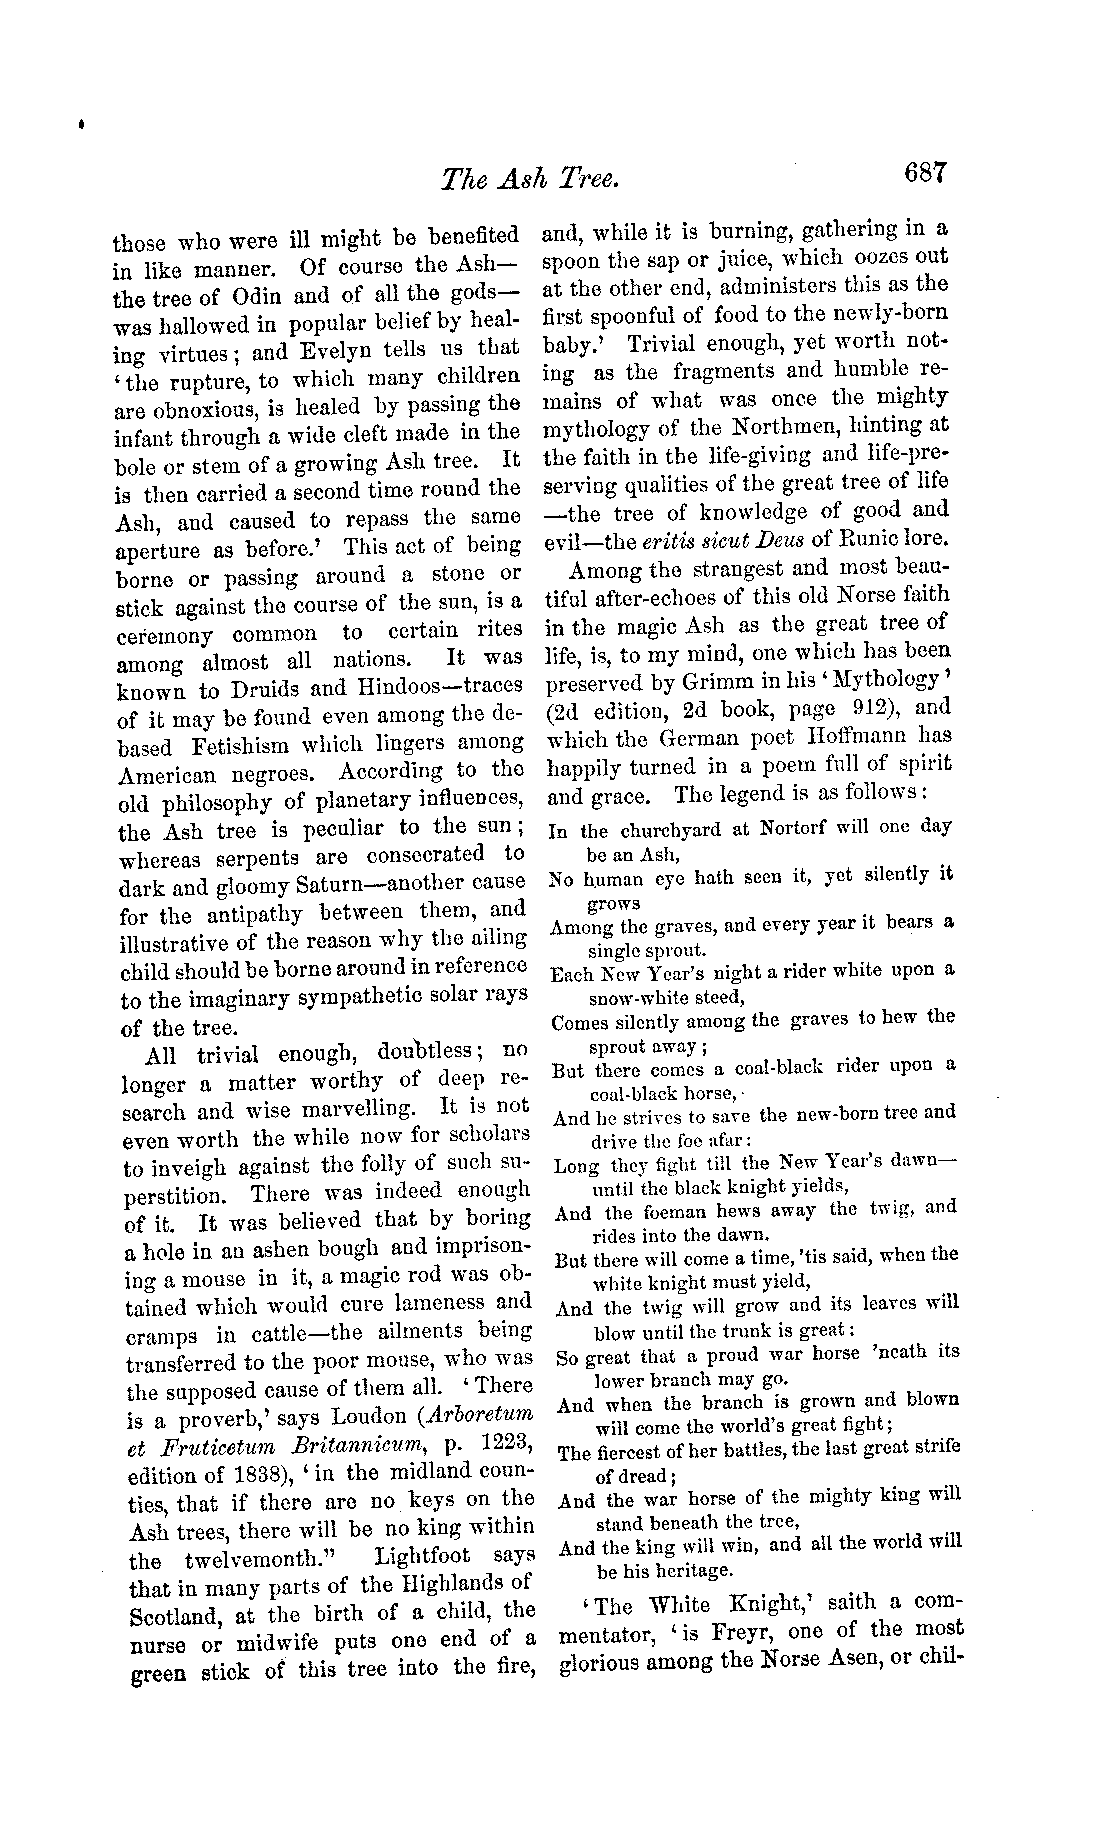 The Ash Tree.
687
those who were ill might be benefited
in like manner. Of course the Ash—
the tree of Odin and of all the gods—
was hallowed in popular belief by heal-
ing virtues; and Evelyn tells us that
‘the rupture, to which many children
are obnoxious, is healed by passing the
infant through a wide cleft made in the
bole or stem of a growing Ash tree. It
is then carried a second time round the
Ash, and caused to repass the same
aperture as before.’ This act of being
borne or passing around a stone or
stick against the course of the sun, is a
ceremony common to certain rites
among almost all nations. It was
known to Druids and Hindoos—traces
of it may be found even among the de-
based Fetishism which lingers among
American negroes. According to the
old philosophy of planetary influences,
the Ash tree is peculiar to the sun;
whereas serpents are consecrated to
dark and gloomy Saturn—another cause
for the antipathy between them, and
illustrative of the reason why the ailing
child should be borne around in reference
to the imaginary sympathetic solar rays
of the tree.
All trivial enough, doubtless; no
longer a matter worthy of deep re-
search and wise marvelling. It is not
even worth the while now for scholars
to inveigh against the folly of such su-
perstition. There was indeed enough
of it. It was believed that by boring
a hole in an ashen bough and imprison-
ing a mouse in it, a magic rod was ob-
tained which would cure lameness and
cramps in cattle—the ailments being
transferred to the poor mouse, who was
the supposed cause of them all. ‘There
is a proverb,’ says Loudon (Arboretum
et Fruticetum Britannicum, p. 1223,
edition of 1838), ‘in the midland coun-
ties, that if there are no keys on the
Ash trees, there will be no king within
the twelvemonth.” Lightfoot says
that in many parts of the Highlands of
Scotland, at the birth of a child, the
nurse or midwife puts one end of a
green stick of this tree into the fire,
and, while it is burning, gathering in a
spoon the sap or juice, which oozes out
at the other end, administers this as the
first spoonful of food to the newly-born
baby.’ Trivial enough, yet worth not-
ing as the fragments and humble re-
mains of what was once the mighty
mythology of the Northmen, hinting at
the faith in the life-giving and life-pre-
serving qualities of the great tree of life
—the tree of knowledge of good and
evil—the eritis sicut Deus of Runic lore.
Among the strangest and most beau-
tiful after-echoes of this old Norse faith
in the magic Ash as the great tree of
life, is, to my mind, one which has been
preserved by Grimm in his ‘Mythology’
(2d edition, 2d book, page 912), and
which the German poet Hoffmann has
happily turned in a poem full of spirit
and grace. The legend is as follows:
In the churchyard at Nortorf will one day
be an Ash,
No human eye hath seen it, yet silently it
grows
Among the graves, and every year it bears a
single sprout.
Each New Year's night a rider white upon a
snow-white steed,
Comes silently among the graves to hew the
sprout away;
But there comes a coal-black rider upon a
coal-black horse,
And he strives to save the new-born tree and
drive the foe afar:
Long they fight till the New Year's dawn—
until the black knight yields,
And the foeman hews away the twig, and
rides into the dawn.
But there will come a time, 'tis said, when the
white knight must yield,
And the twig will grow and its leaves will
blow until the trunk is great:
So great that a proud war horse 'neath its
lower branch may go.
And when the branch is grown and blown
will come the world's great fight;
The fiercest of her battles, the last great strife
of dread;
And the war horse of the mighty king will
stand beneath the tree,
And the king will win, and all the world will
be his heritage.
‘The White Knight,’ saith a com-
mentator, ‘is Freyr, one of the most
glorious among the Norse Asen, or chil-